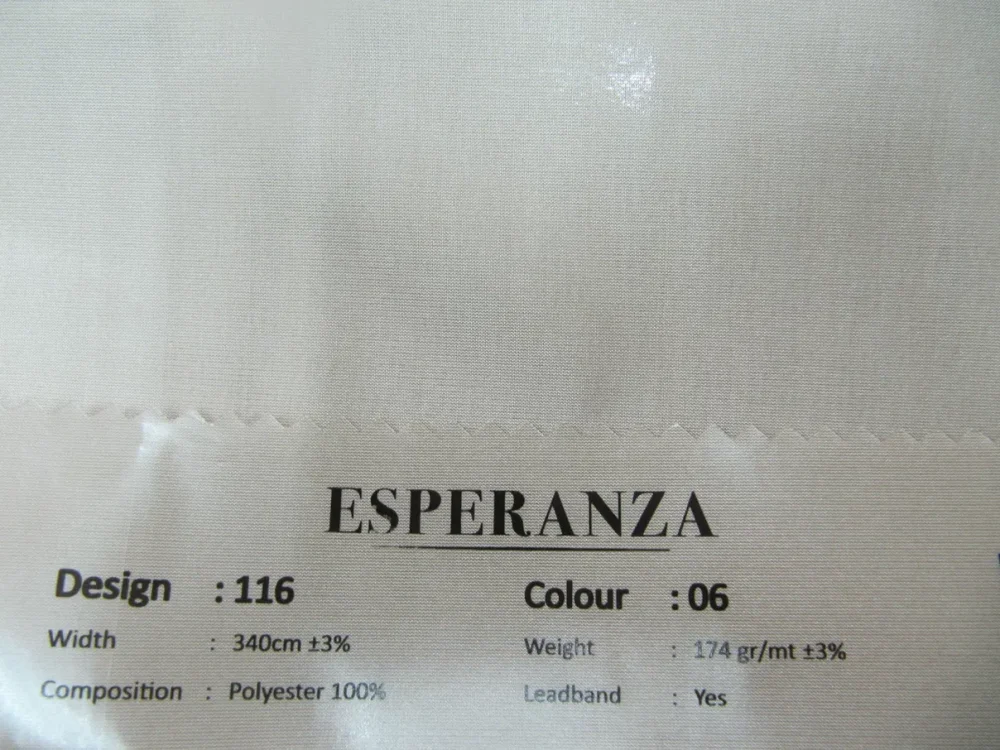 ESPERANZA
Design : 116 Colour : 06
Width : 340cm ±3% Weight : 174 gr/mt ±3%
Composition : Polyester 100% Leadband : Yes